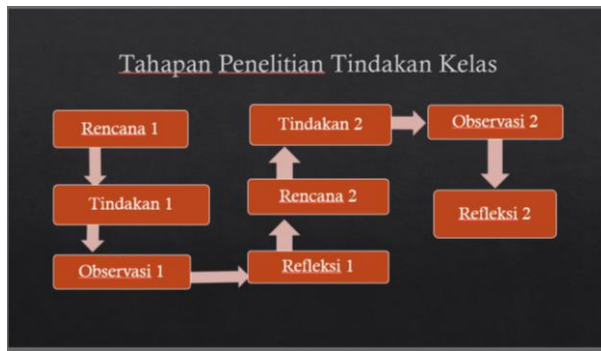 Tahapan Penelitian Tindakan Kelas
Rencana 1
Tindakan 1
Observasi 1
Refleksi 1
Rencana 2
Tindakan 2
Observasi 2
Refleksi 2